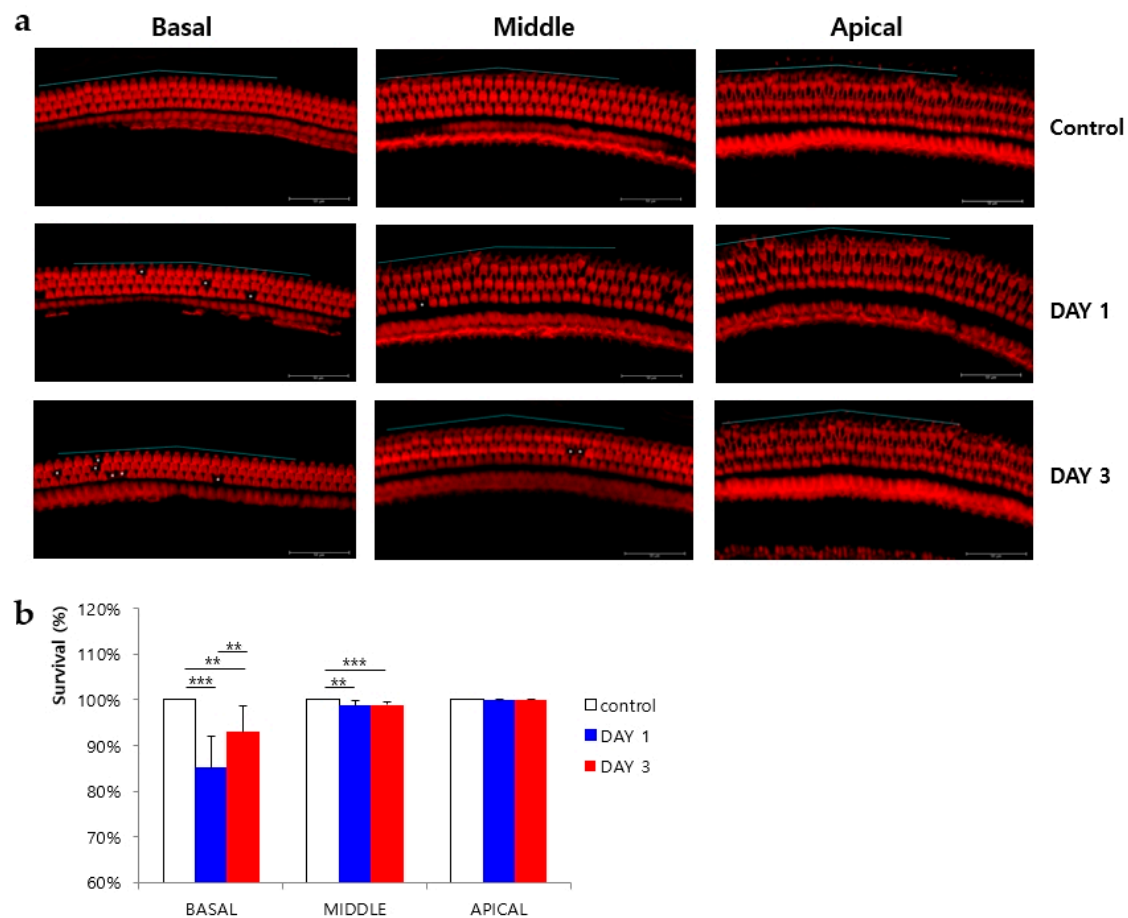 a
Basal
Middle
Apical
Control
DAY 1
DAY 3
b
Survival (%)
120%
110%
100%
90%
80%
70%
60%
***
**
**
**
***
control
DAY 1
DAY 3
BASAL
MIDDLE
APICAL